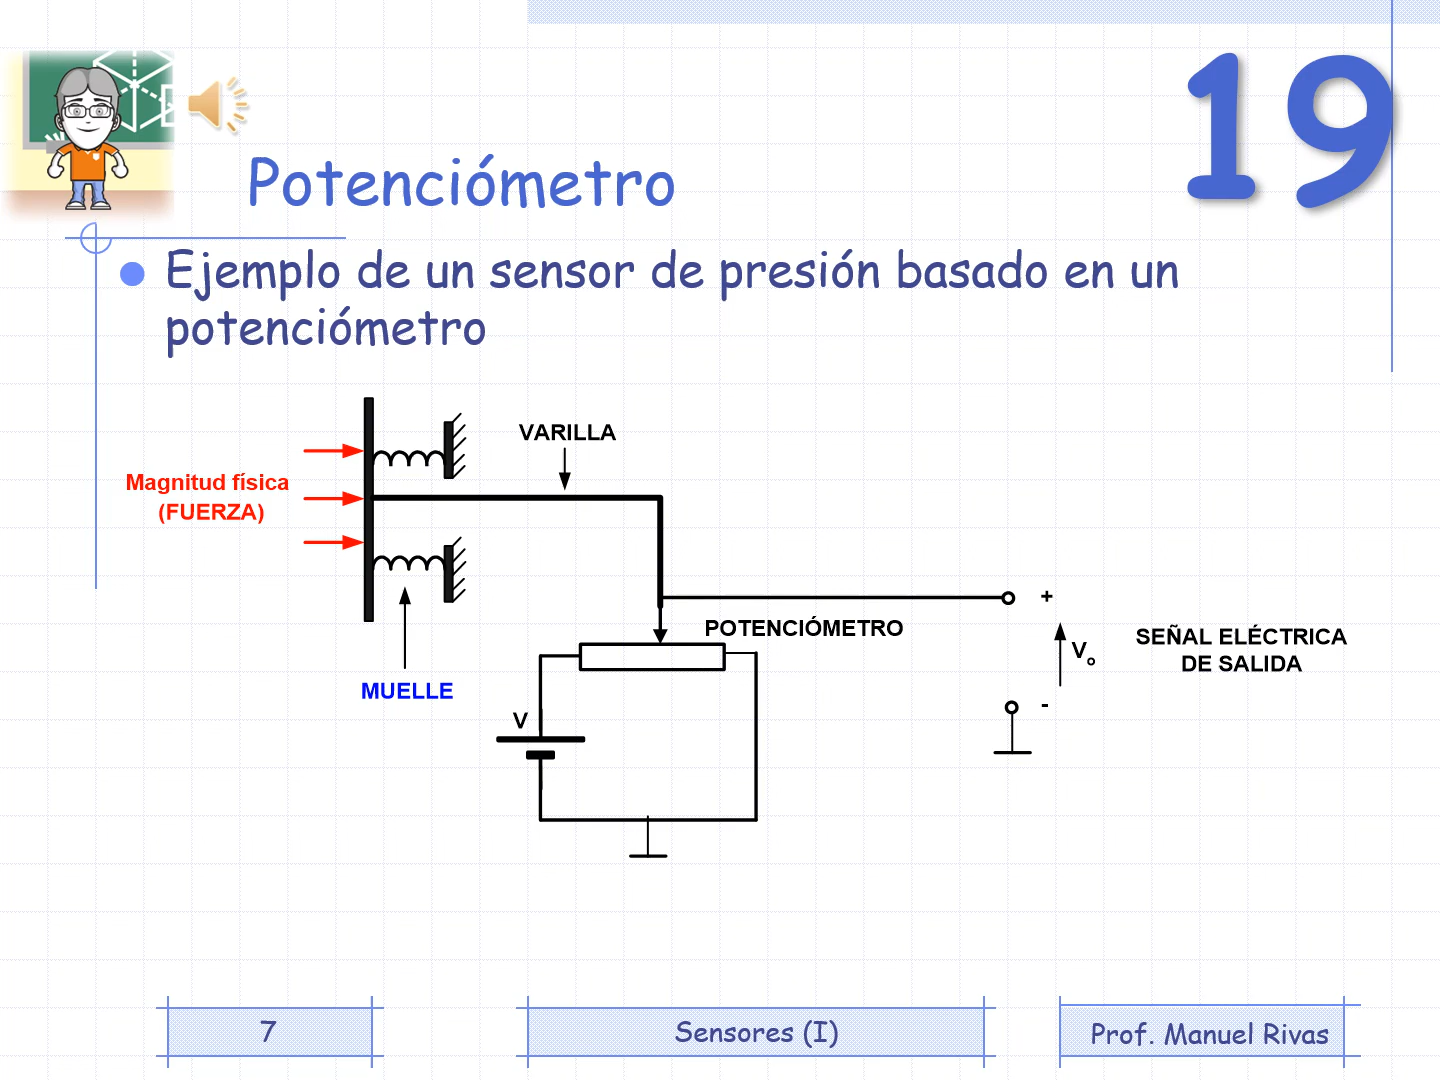 19
Potenciómetro
Ejemplo de un sensor de presión basado en un
potenciómetro
VARILLA
Magnitud física
(FUERZA)
+
POTENCIÓMETRO
SEÑAL ELÉCTRICA
DE SALIDA
Vo
MUELLE
-
V
7
Sensores (I)
Prof. Manuel Rivas